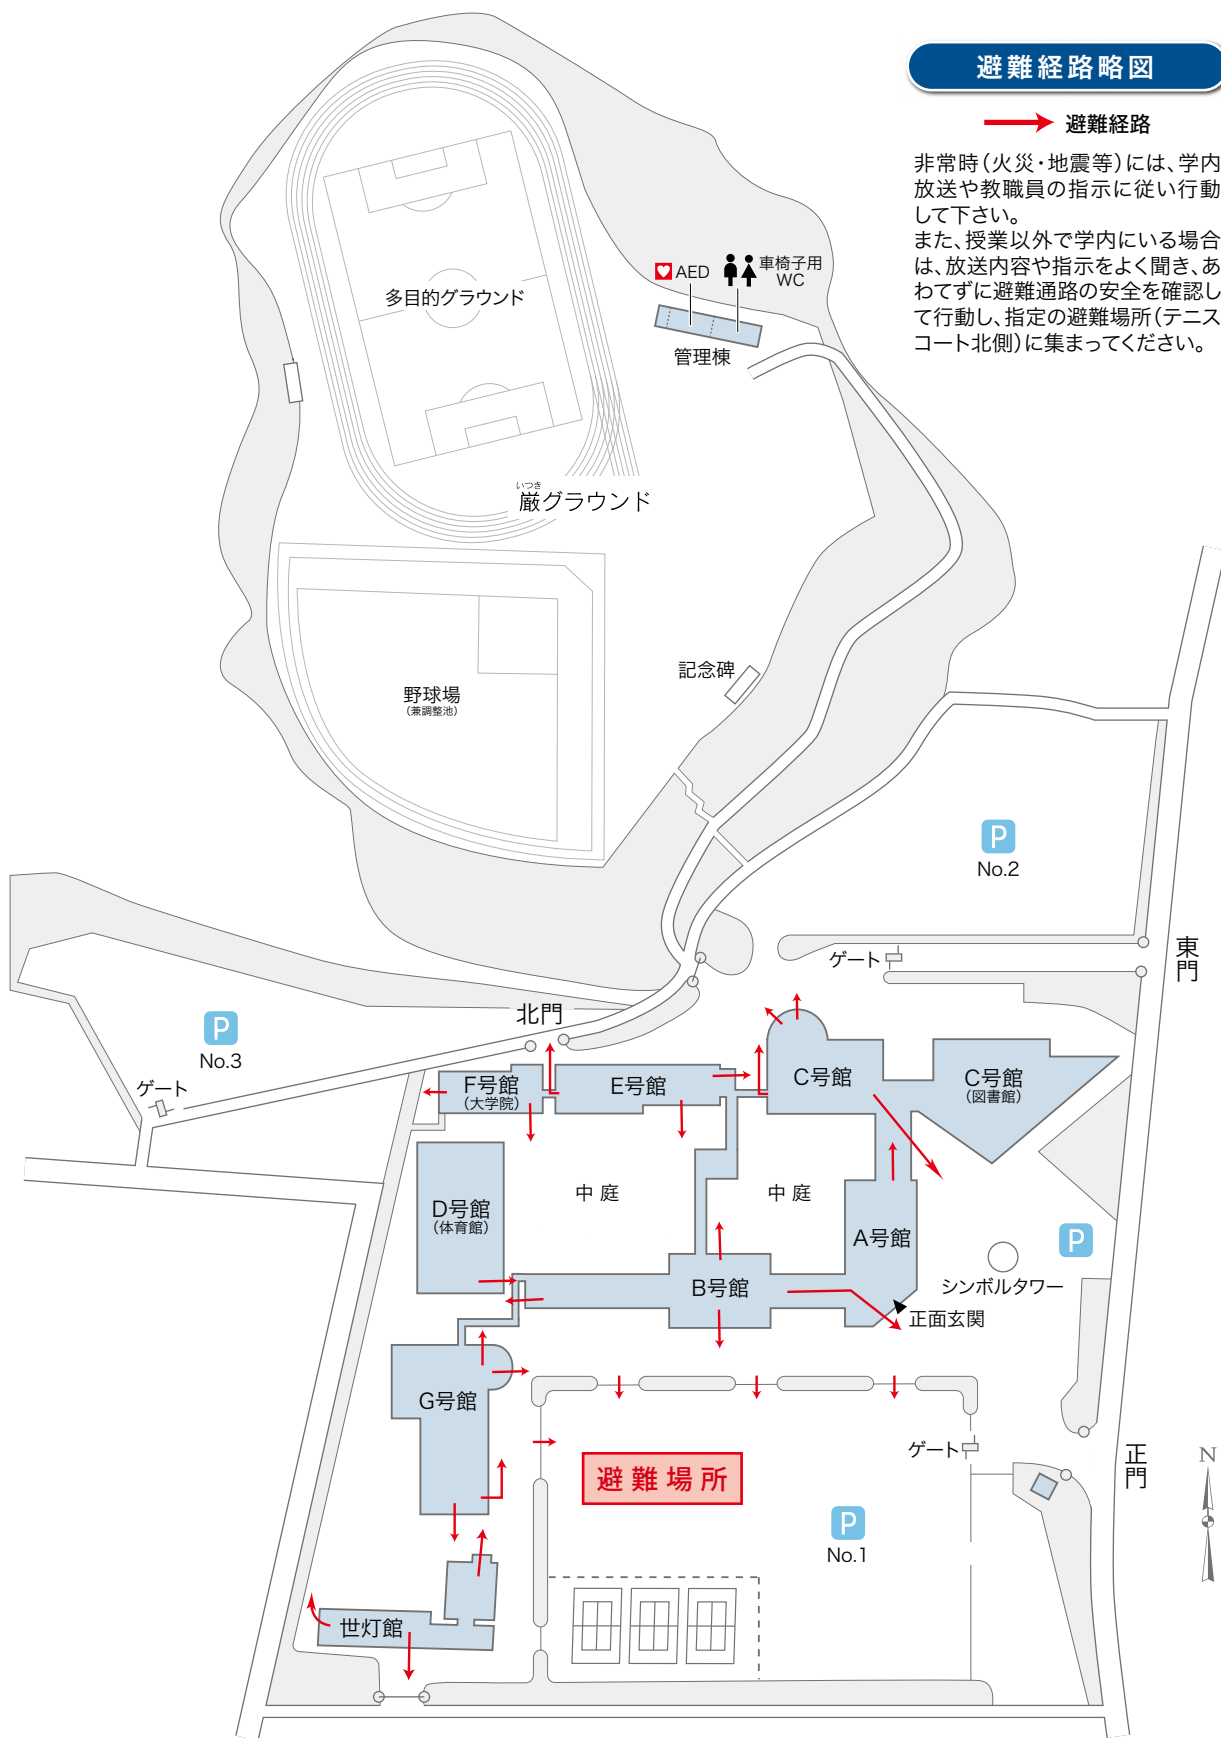 避難経路略図
避難経路
非常時(火災・地震等)には、学内
放送や教職員の指示に従い行動
して下さい。
また、授業以外で学内にいる場合
は、放送内容や指示をよく聞き、あ
わてずに避難通路の安全を確認し
て行動し、指定の避難場所(テニス
コート北側)に集まってください。
AED
車椅子用
WC
管理棟
多目的グラウンド
いつき
厳グラウンド
野球場
(兼調整池)
記念碑
P
No.2
東門
ゲート
北門
P
No.3
ゲート
F号館
(大学院)
E号館
C号館
C号館
(図書館)
中庭
中庭
D号館
(体育館)
A号館
P
B号館
シンボルタワー
正面玄関
G号館
ゲート
正門
N
避難場所
P
No.1
世灯館